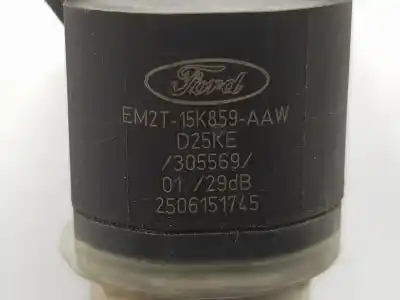 Ford
EM2T-15K859-AAW
D25KE
/305569/
01 /29dB
2506151745